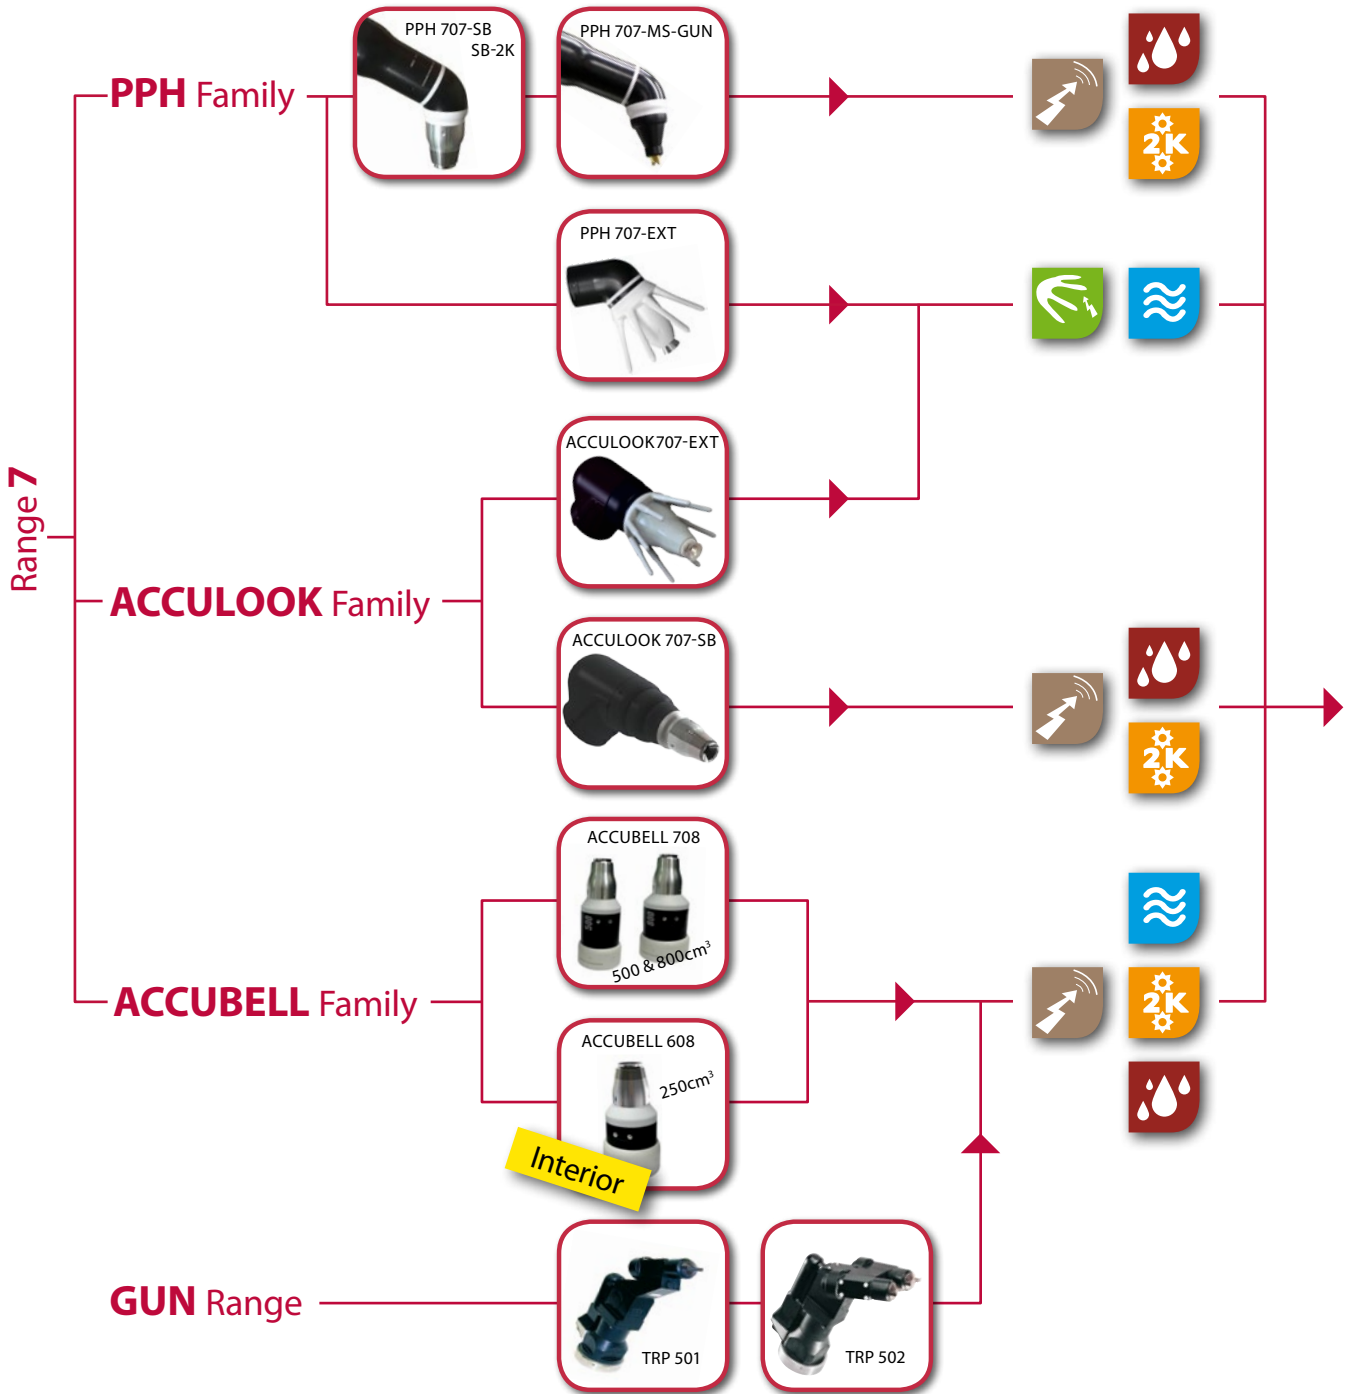 PPH 707-SB
SB-2K
PPH 707-MS-GUN
PPH Family
2K
PPH 707-EXT
ACCULOOK707-EXT
Range 7
ACCULOOK Family
ACCULOOK 707-SB
2K
ACCUBELL 708
500 & 800cm³
ACCUBELL Family
2K
ACCUBELL 608
250cm³
Interior
GUN Range
TRP 501
TRP 502